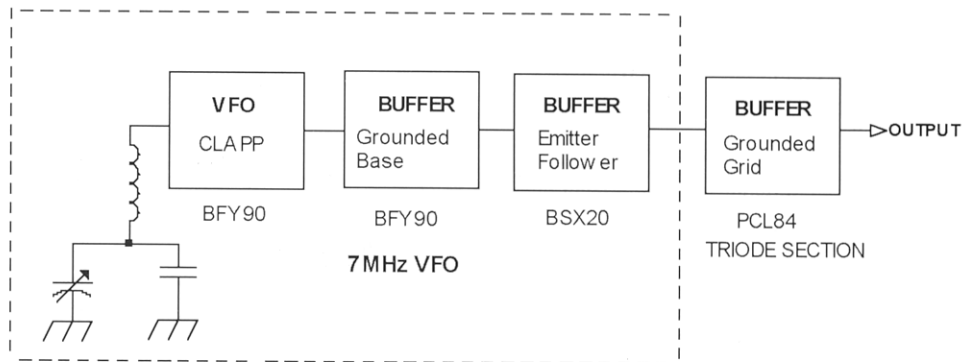 VFO
CLAPP
BFY90
BUFFER
Grounded
Base
BFY90
BUFFER
Emitter
Follower
BSX20
BUFFER
Grounded
Grid
PCL84
TRIODE SECTION
OUTPUT
7MHz VFO